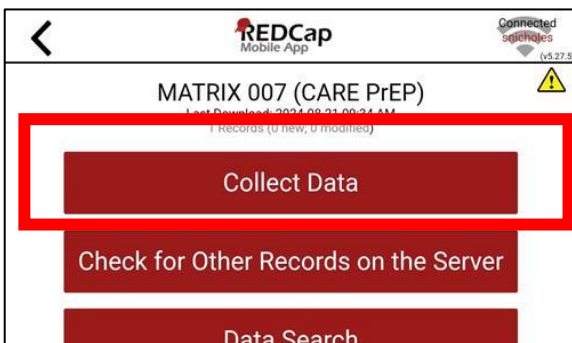 REDCap
Mobile App
Connected
snicholes
(v5.27.5
MATRIX 007 (CARE PrEP)
Last Download: 2024-08-21 09:34 AM
1 Records (0 new; 0 modified)
Collect Data
Check for Other Records on the Server
Data Search